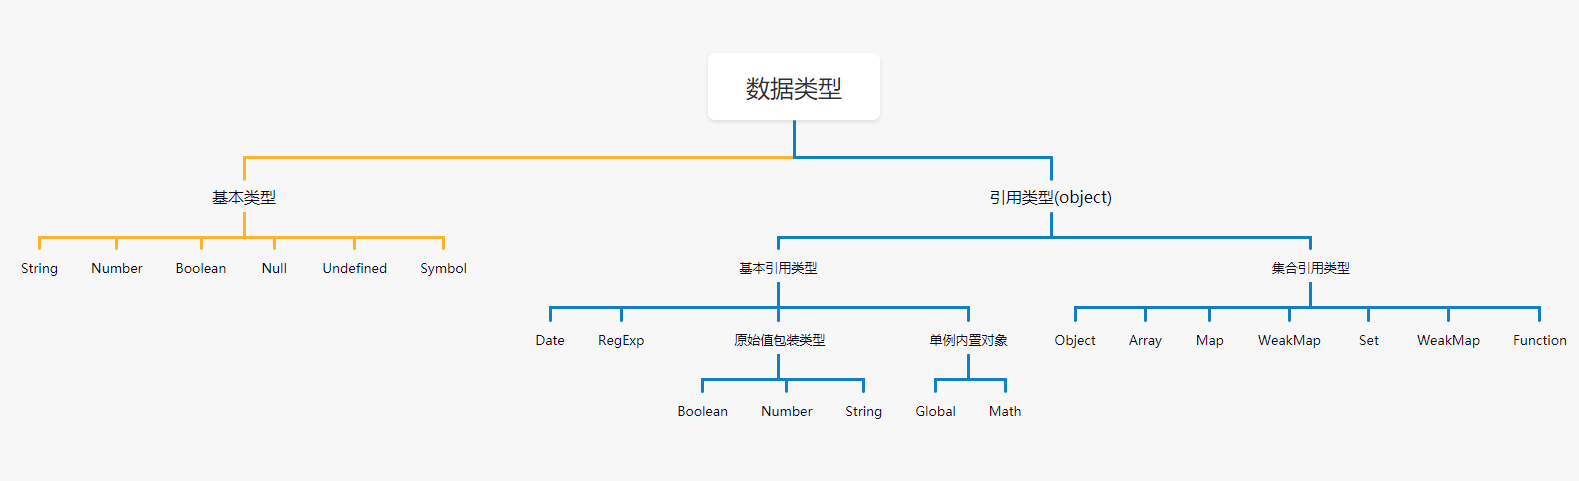 数据类型
基本类型 引用类型(object)
String Number Boolean Null Undefined Symbol 基本引用类型 集合引用类型
Date RegExp 原始值包装类型 单例内置对象 Object Array Map WeakMap Set WeakMap Function
Boolean Number String Global Math